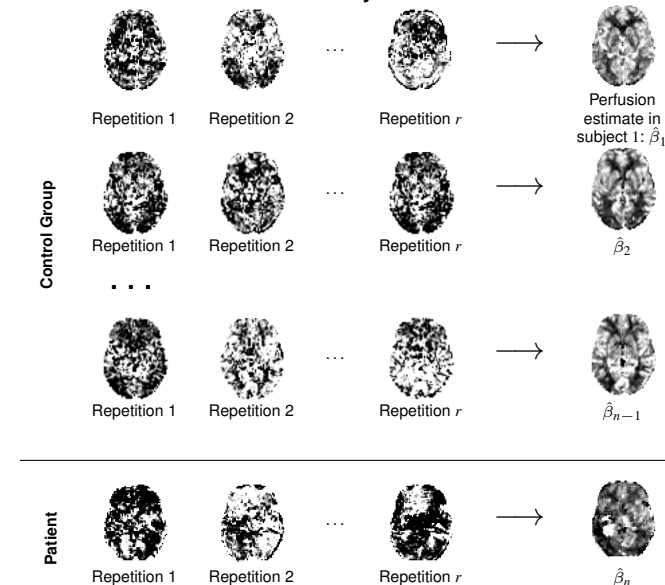 ...
Repetition 1 Repetition 2 Repetition r
Perfusion
estimate in
subject 1: β̂1
Control Group
...
Repetition 1 Repetition 2 Repetition r
β̂2
...
...
Repetition 1 Repetition 2 Repetition r
β̂n−1
Patient
...
Repetition 1 Repetition 2 Repetition r
β̂n